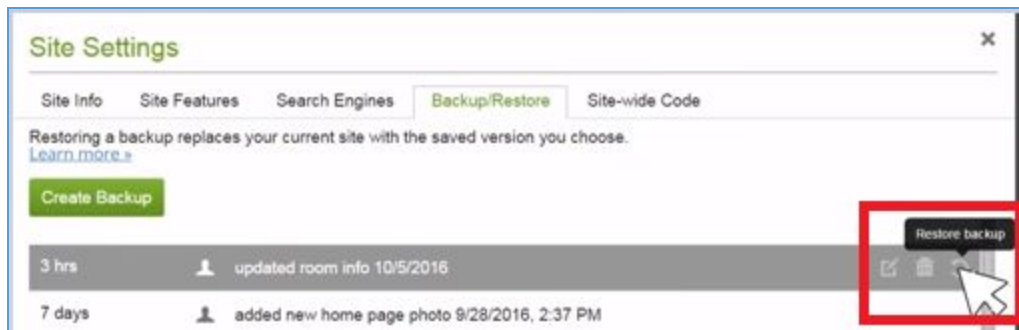 Site Settings
Site Info Site Features Search Engines Backup/Restore Site-wide Code
Restoring a backup replaces your current site with the saved version you choose.
Learn more »
Create Backup
Restore backup
3 hrs updated room info 10/5/2016
7 days added new home page photo 9/28/2016, 2:37 PM